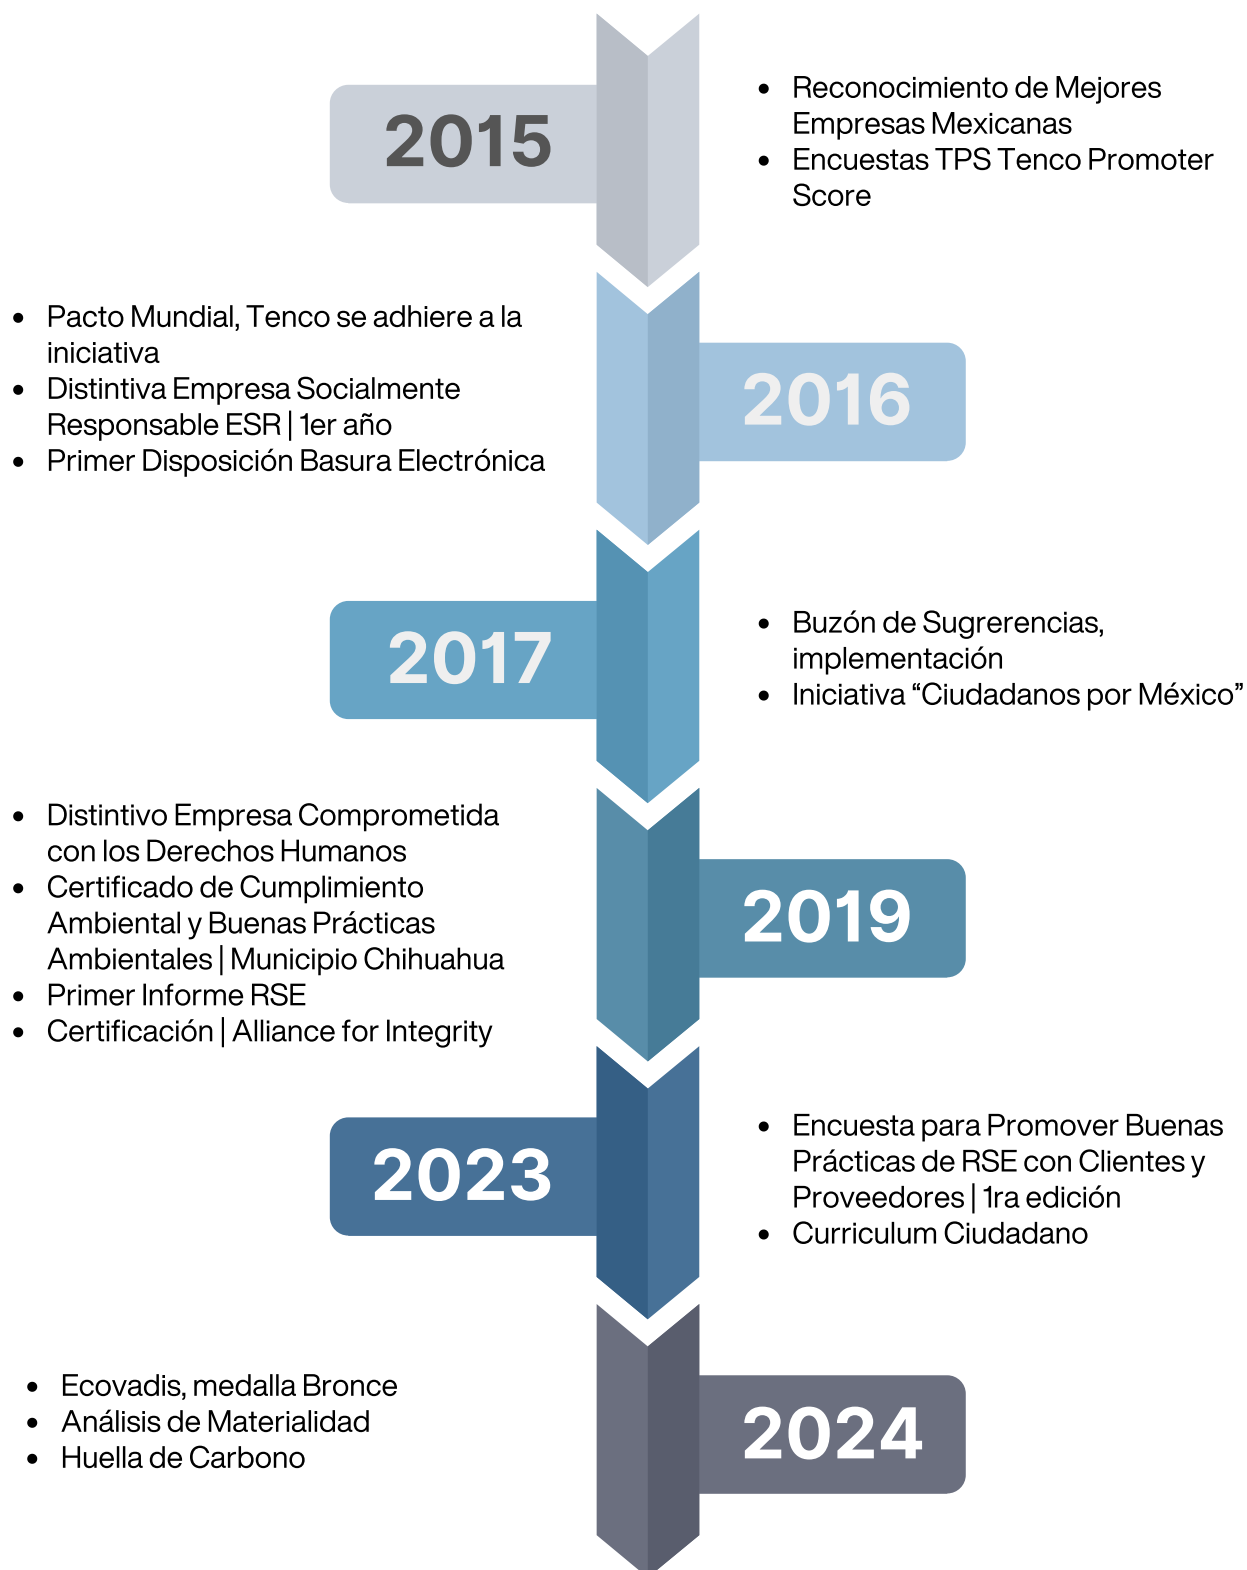 2015
• Reconocimiento de Mejores
Empresas Mexicanas
• Encuestas TPS Tenco Promoter
Score
2016
• Pacto Mundial, Tenco se adhiere a la
iniciativa
• Distintiva Empresa Socialmente
Responsable ESR | 1er año
• Primer Disposición Basura Electrónica
2017
• Buzón de Sugrerencias,
implementación
• Iniciativa “Ciudadanos por México”
2019
• Distintivo Empresa Comprometida
con los Derechos Humanos
• Certificado de Cumplimiento
Ambiental y Buenas Prácticas
Ambientales | Municipio Chihuahua
• Primer Informe RSE
• Certificación | Alliance for Integrity
2023
• Encuesta para Promover Buenas
Prácticas de RSE con Clientes y
Proveedores | 1ra edición
• Curriculum Ciudadano
2024
• Ecovadis, medalla Bronce
• Análisis de Materialidad
• Huella de Carbono